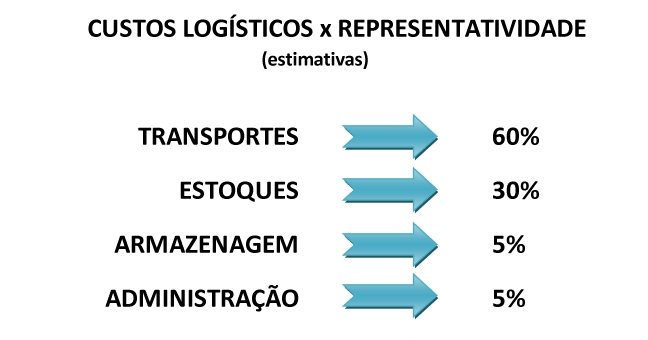 CUSTOS LOGÍSTICOS x REPRESENTATIVIDADE
(estimativas)
TRANSPORTES 60%
ESTOQUES 30%
ARMAZENAGEM 5%
ADMINISTRAÇÃO 5%